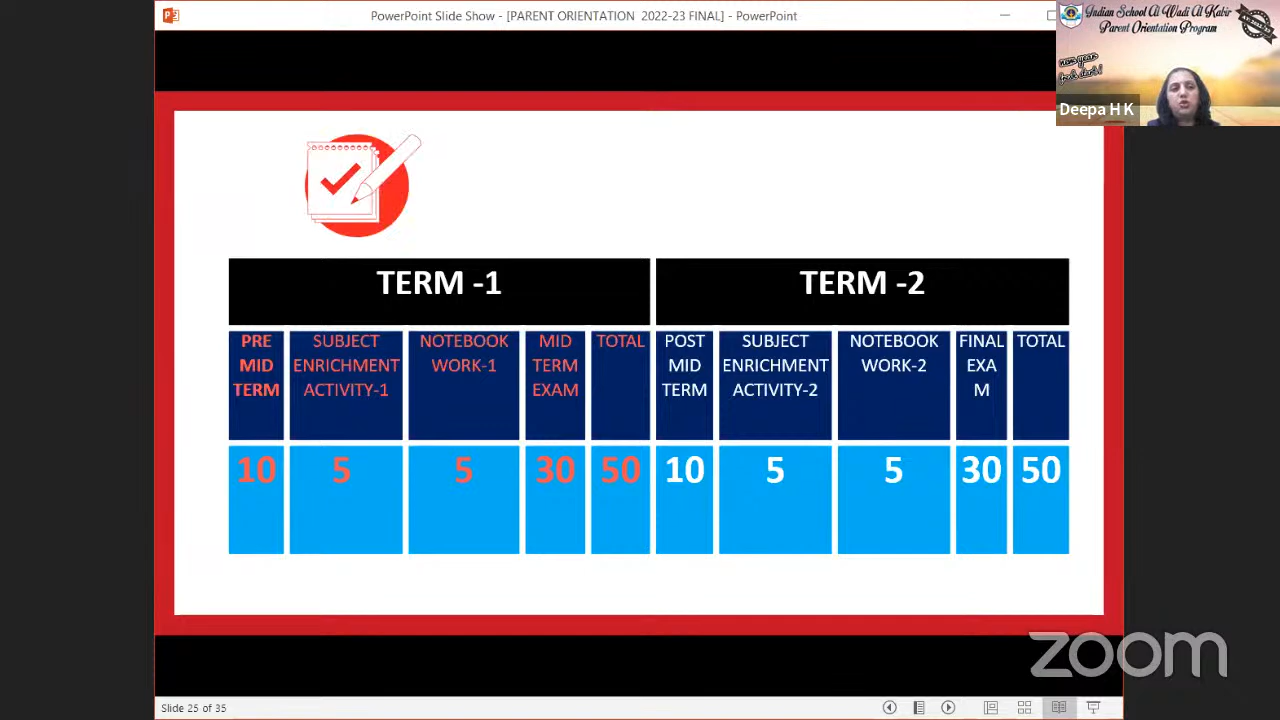 PowerPoint Slide Show - [PARENT ORIENTATION 2022-23 FINAL] - PowerPoint
Indian School Al Wadi Al Kabir
Parent Orientation Program
Deepa H K
TERM -1
TERM -2
PRE MID TERM
SUBJECT ENRICHMENT ACTIVITY-1
NOTEBOOK WORK-1
MID TERM EXAM
TOTAL
POST MID TERM
SUBJECT ENRICHMENT ACTIVITY-2
NOTEBOOK WORK-2
FINAL EXA M
TOTAL
10 5 5 30 50 10 5 5 30 50
zoom
Slide 25 of 35